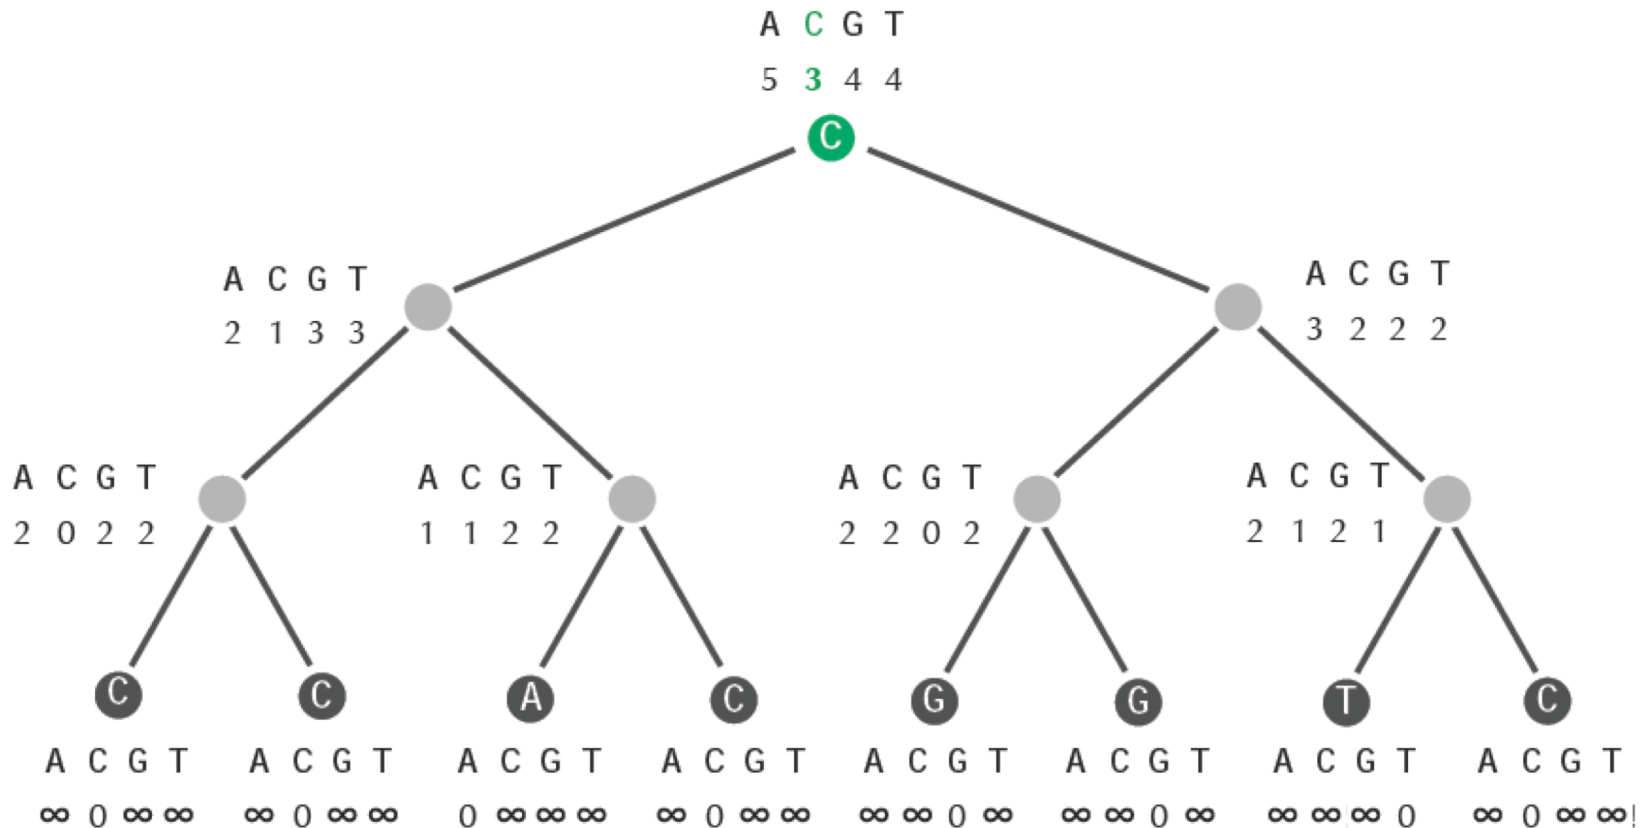 A C G T
5 3 4 4
C
A C G T
2 1 3 3
A C G T
3 2 2 2
A C G T
2 0 2 2
A C G T
1 1 2 2
A C G T
2 2 0 2
A C G T
2 1 2 1
C C A C G G T C
A C G T A C G T A C G T A C G T A C G T A C G T A C G T A C G T
∞ 0 ∞ ∞ ∞ 0 ∞ ∞ 0 ∞ ∞ ∞ ∞ 0 ∞ ∞ ∞ ∞ 0 ∞ ∞ ∞ 0 ∞ ∞ ∞ ∞ 0 ∞ 0 ∞ ∞